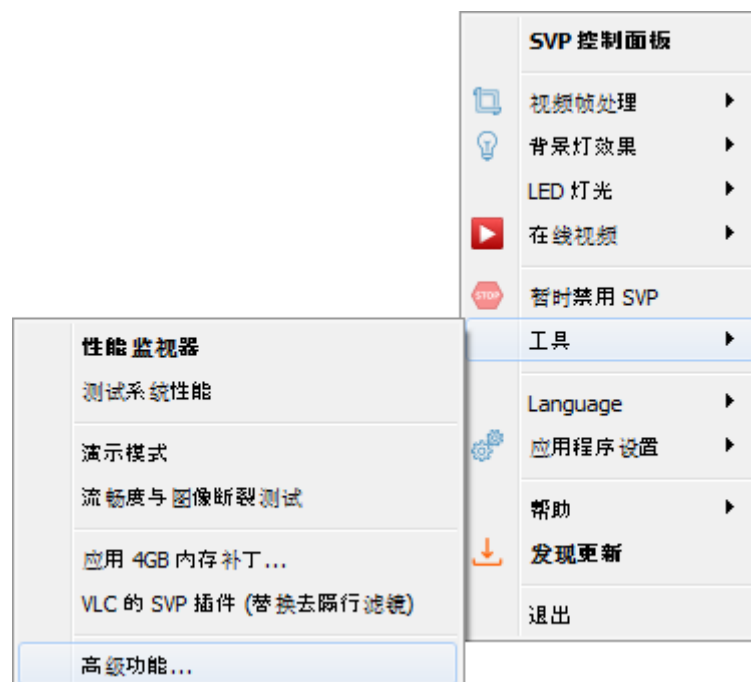 SVP 控制面板
视频帧处理
背景灯效果
LED 灯光
在线视频
STOP
暂时禁用 SVP
工具
Language
应用程序设置
帮助
发现更新
退出
性能监视器
测试系统性能
演示模式
流畅度与图像断裂测试
应用 4GB 内存补丁...
VLC 的 SVP 插件 (替换去隔行滤镜)
高级功能...